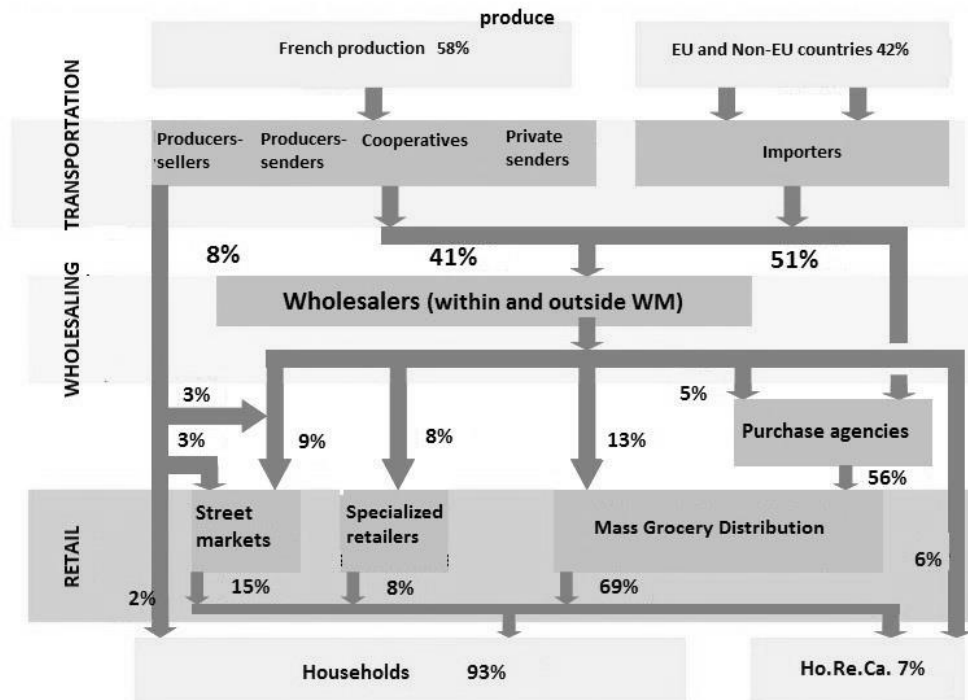 produce
French production 58%
EU and Non-EU countries 42%
TRANSPORTATION
Producers-
sellers
Producers-
senders
Cooperatives
Private
senders
Importers
8%
41%
51%
WHOLESALING
Wholesalers (within and outside WM)
3%
3%
9%
8%
13%
5%
Purchase agencies
56%
RETAIL
Street
markets
Specialized
retailers
Mass Grocery Distribution
2%
15%
8%
69%
6%
Households 93%
Ho.Re.Ca. 7%